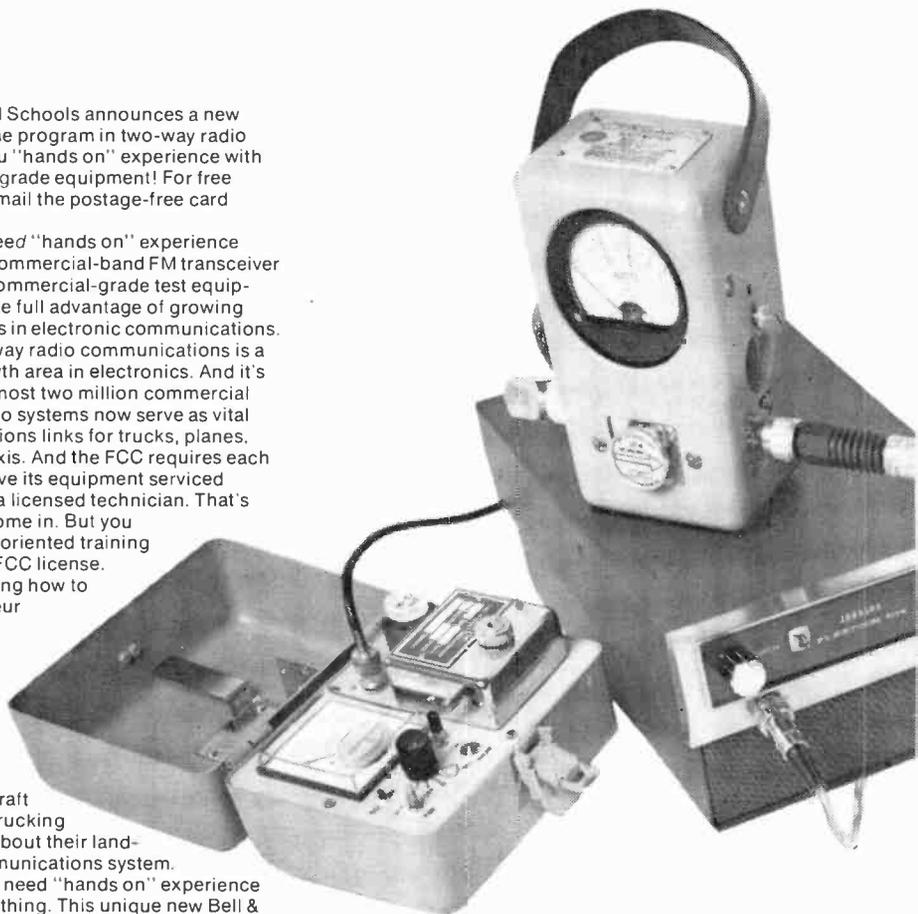 l Schools announces a new
e program in two-way radio
u "hands on" experience with
grade equipment! For free
mail the postage-free card
eed "hands on" experience
ommercial-band FM transceiver
ommercial-grade test equip-
e full advantage of growing
s in electronic communications.
way radio communications is a
th area in electronics. And it's
most two million commercial
o systems now serve as vital
ions links for trucks, planes,
xis. And the FCC requires each
ve its equipment serviced
a licensed technician. That's
ome in. But you
oriented training
FCC license.
ing how to
eur
raft
rucking
bout their land-
munications system.
need "hands on" experience
thing. This unique new Bell &